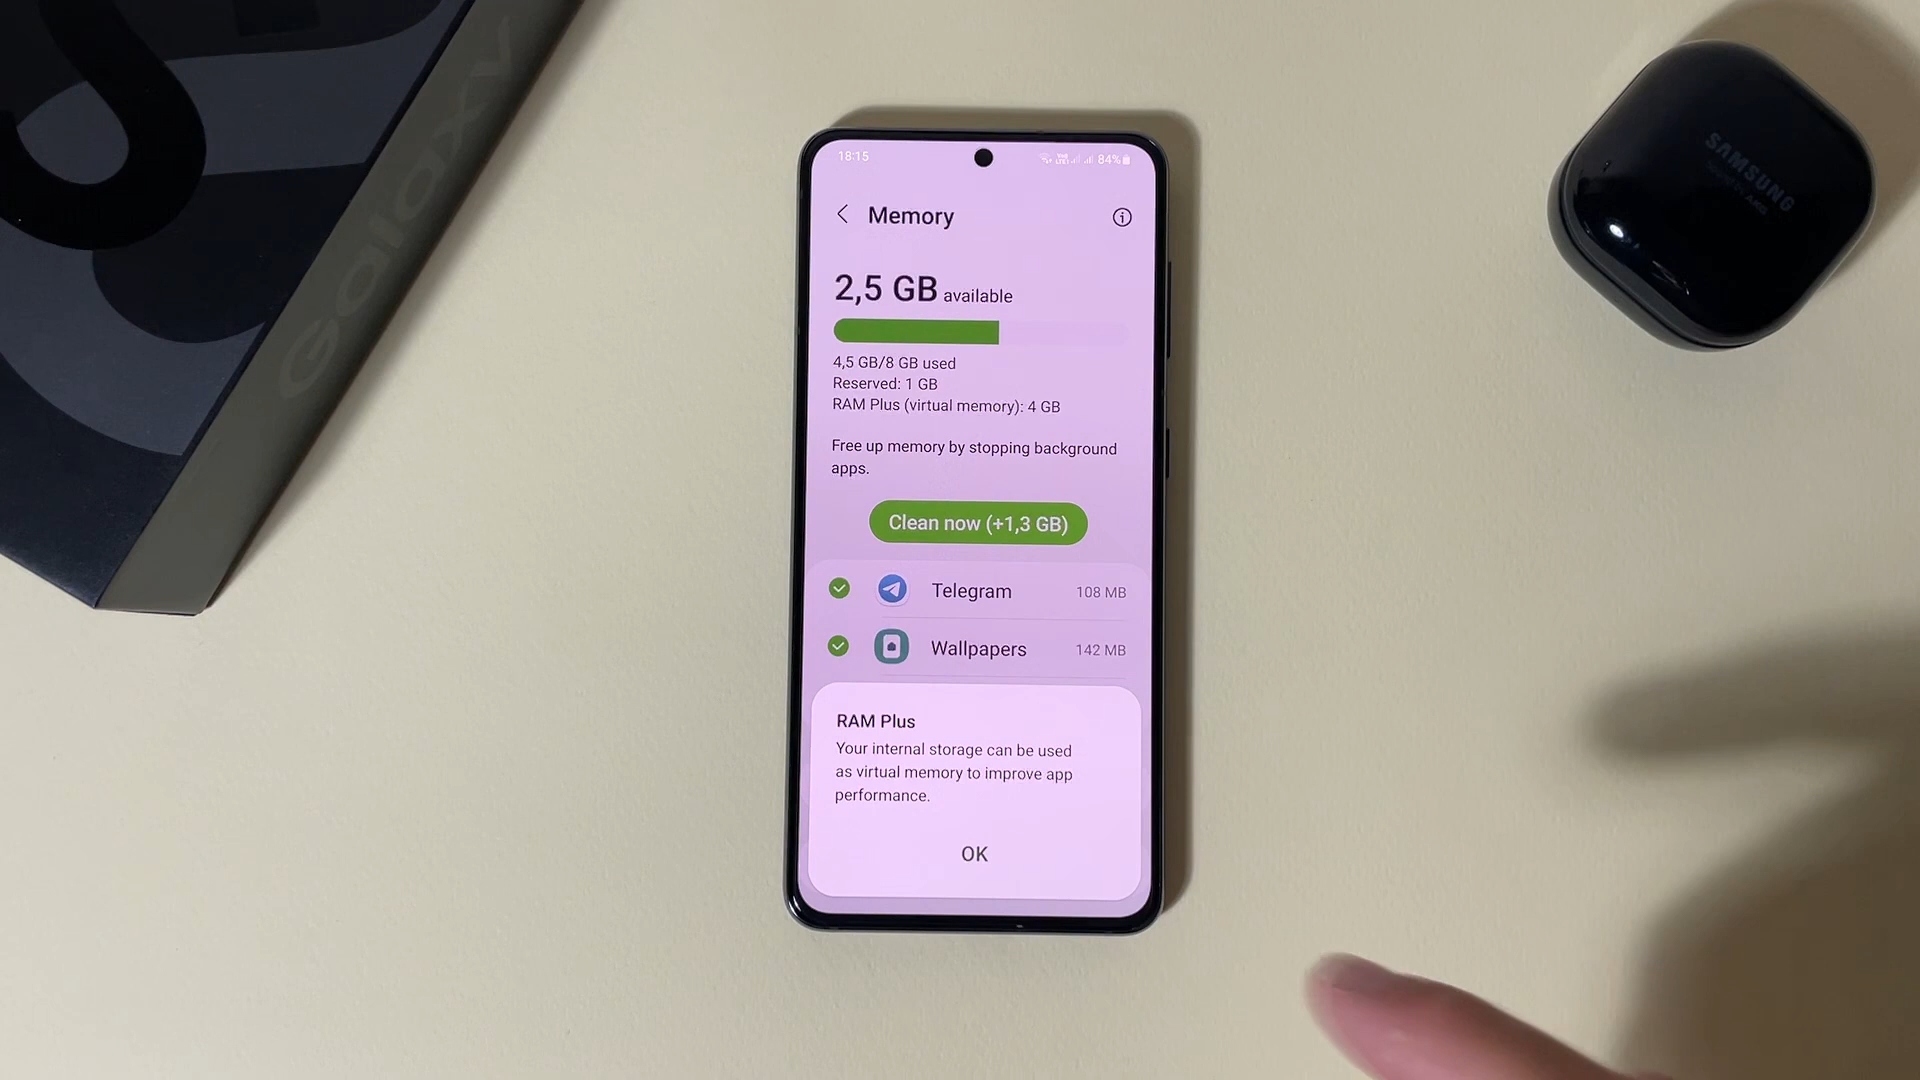 Galaxy
SAMSUNG
Sound by AKG
18:15
84%
Memory
2,5 GB available
4,5 GB/8 GB used
Reserved: 1 GB
RAM Plus (virtual memory): 4 GB
Free up memory by stopping background
apps.
Clean now (+1,3 GB)
Telegram 108 MB
Wallpapers 142 MB
RAM Plus
Your internal storage can be used
as virtual memory to improve app
performance.
OK